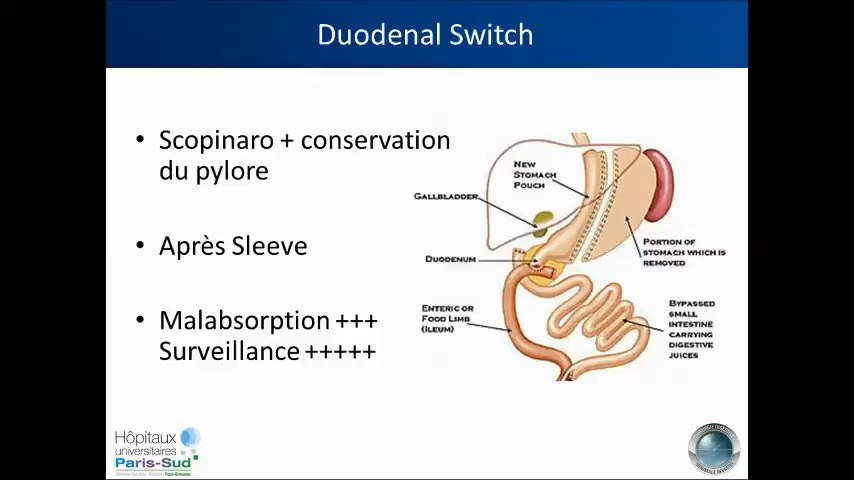 Duodenal Switch
• Scopinaro + conservation
du pylore
• Après Sleeve
• Malabsorption +++
Surveillance +++++
NEW
STOMACH
POUCH
GALLBLADDER
DUODENUM
PORTION OF
STOMACH WHICH IS
REMOVED
ENTERIC OR
FOOD LIMB
(ILEUM)
BYPASSED
SMALL
INTESTINE
CARRYING
DIGESTIVE
JUICES
Hôpitaux
universitaires
Paris-Sud